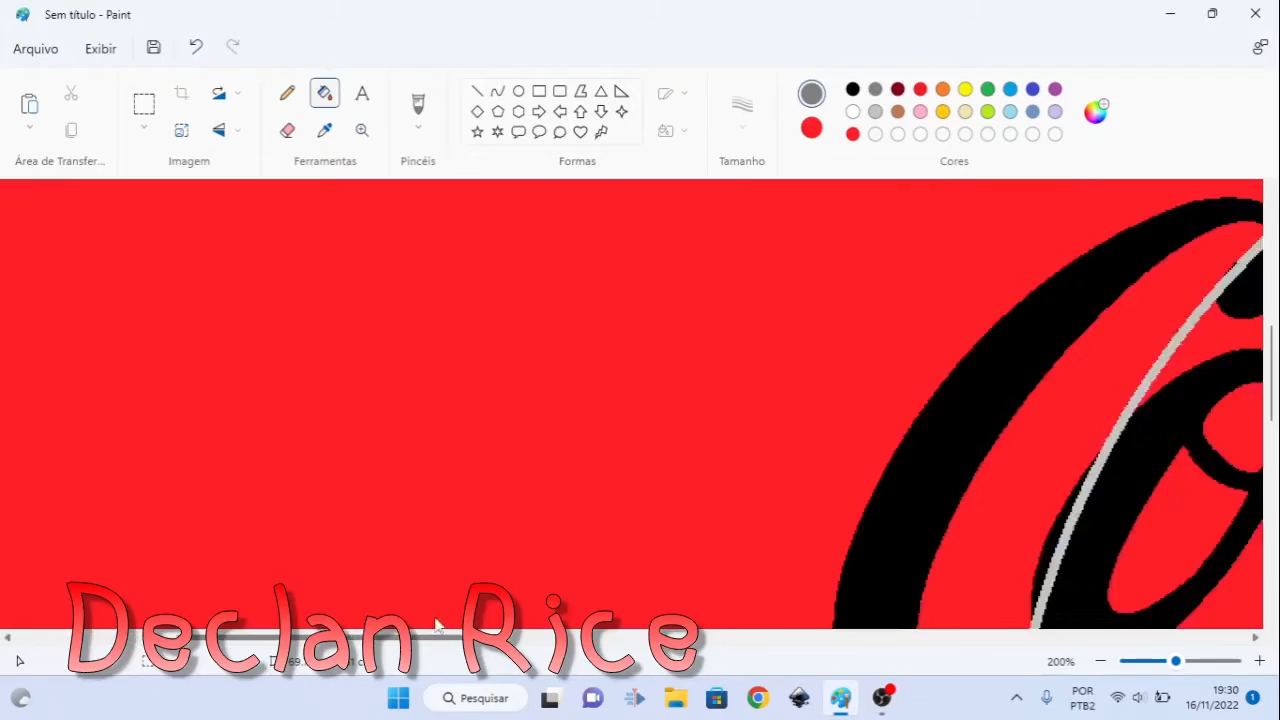 Sem título - Paint
Arquivo Exibir
Área de Transfer... Imagem Ferramentas Pincéis Formas Tamanho Cores
Declan Rice
200%
Pesquisar
POR
PTB2
19:30
16/11/2022
1